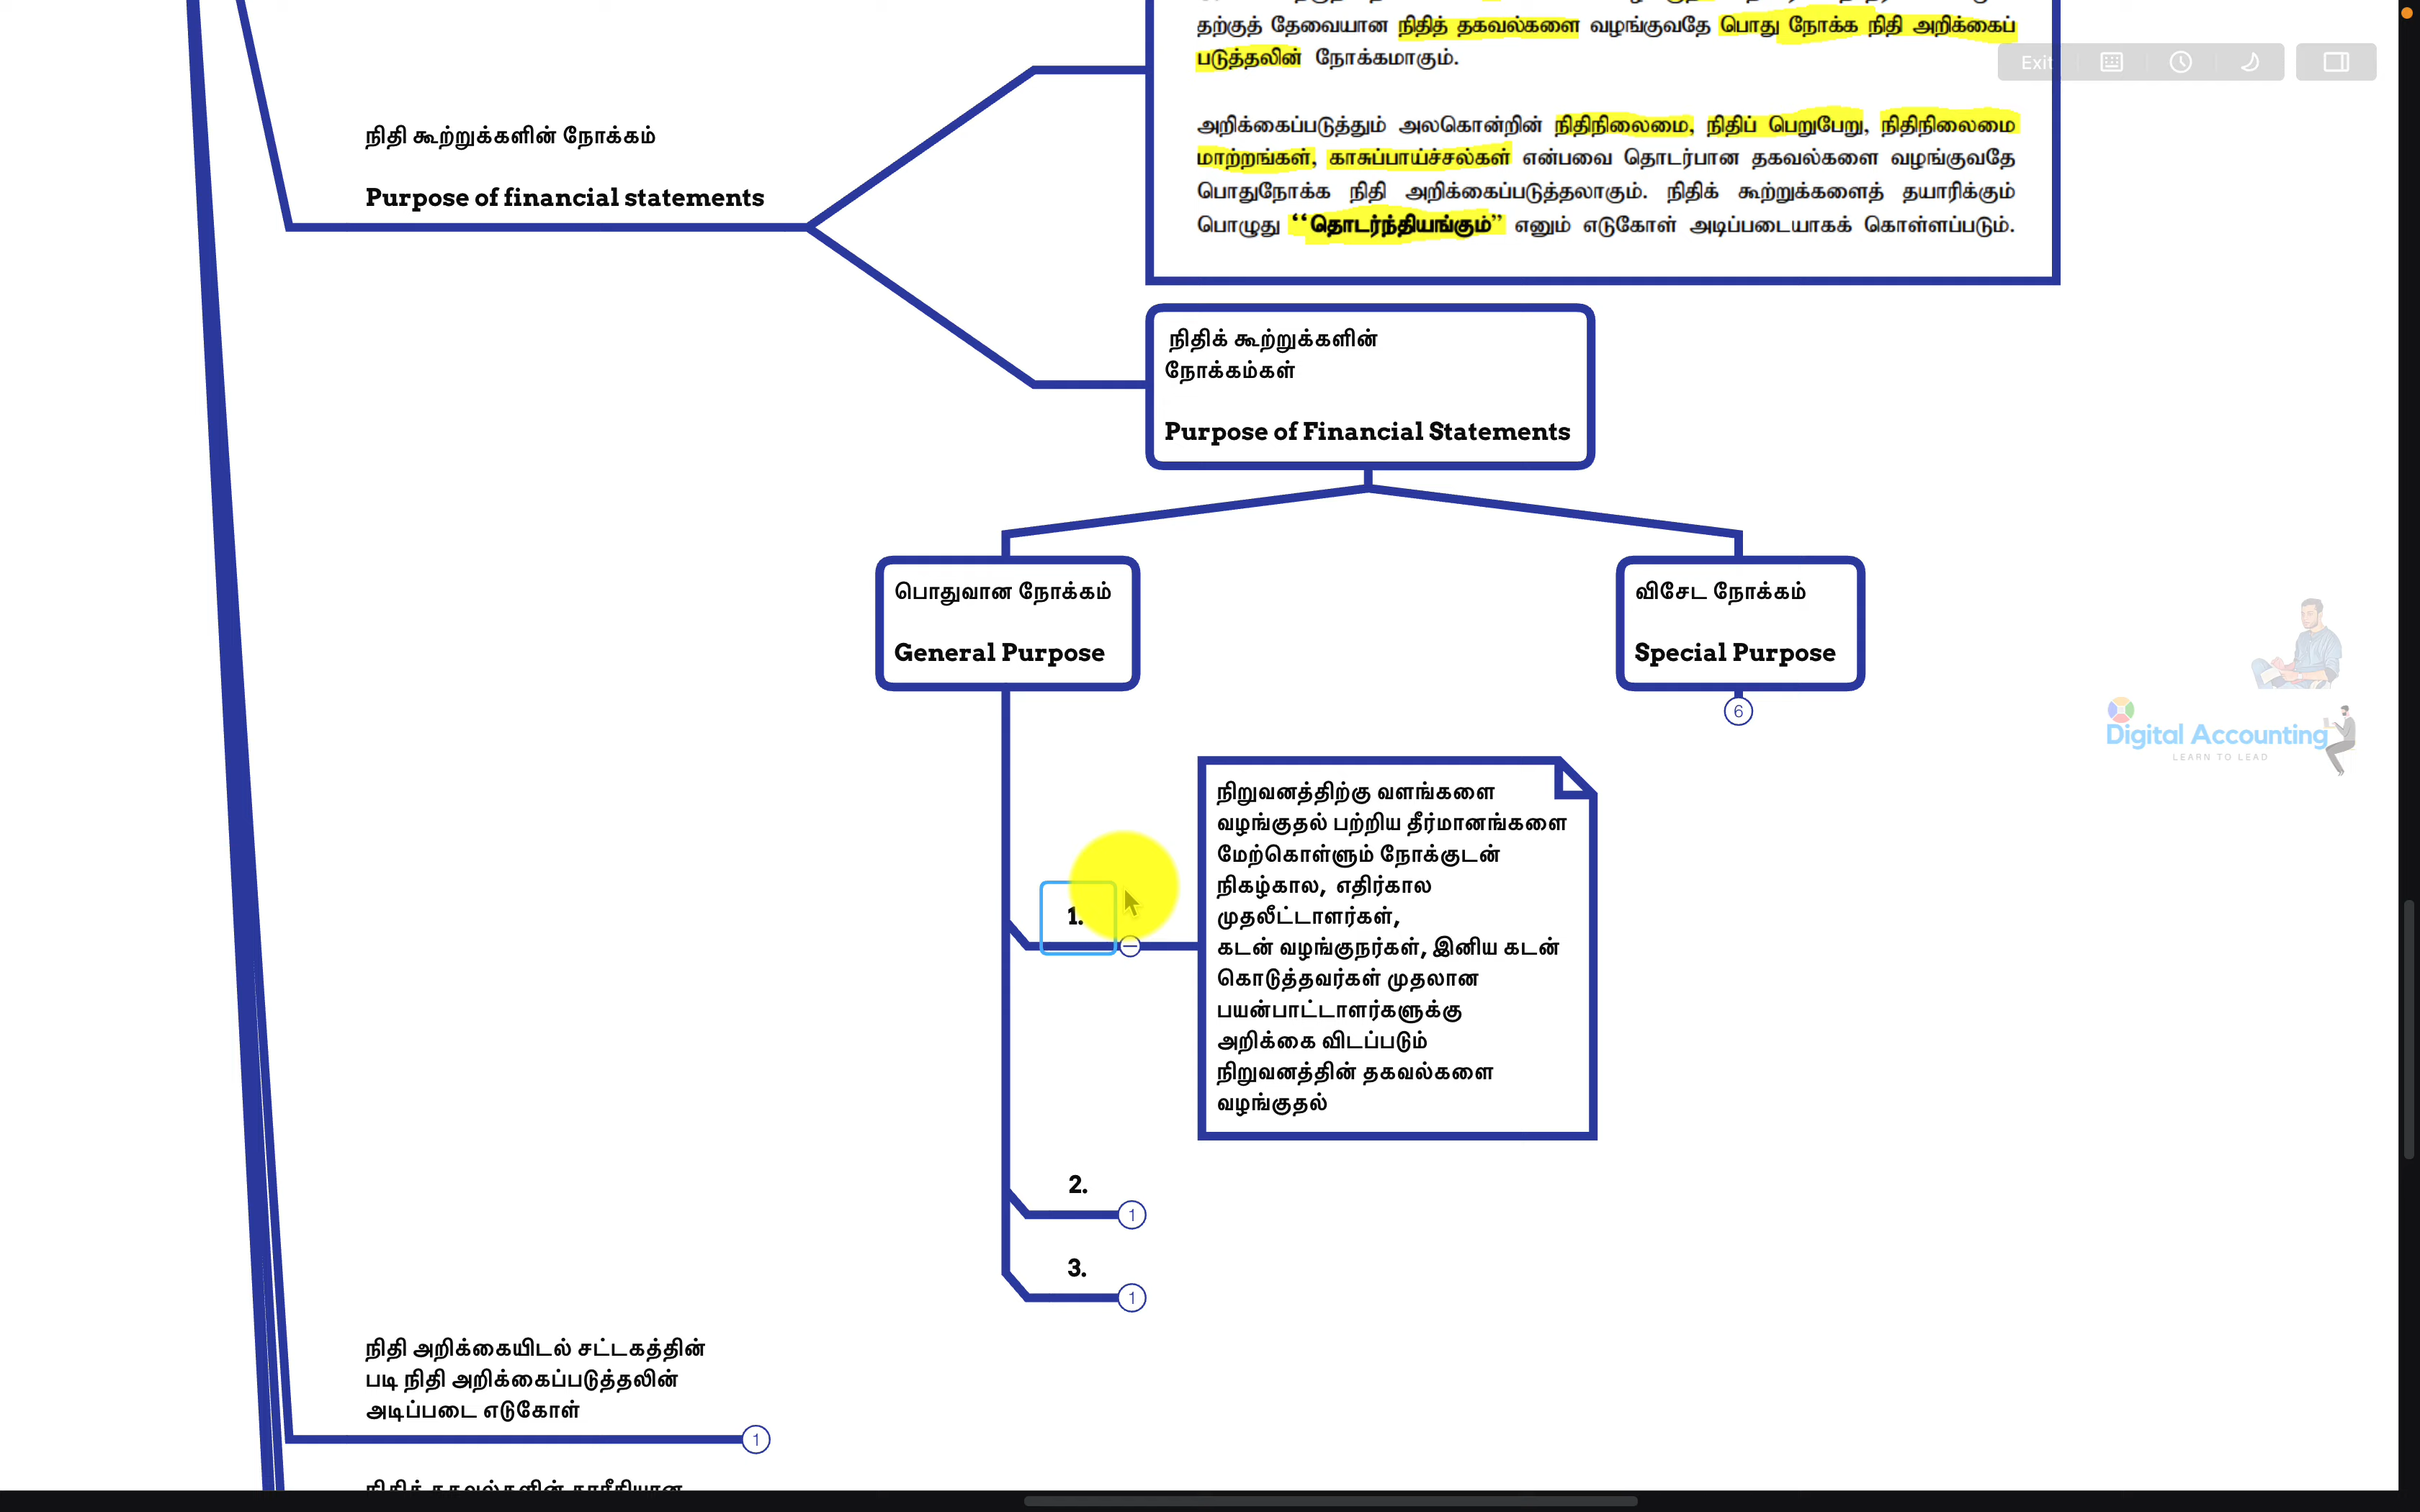 தற்குத் தேவையான நிதித் தகவல்களை வழங்குவதே பொது நோக்க நிதி அறிக்கைப்
படுத்தலின் நோக்கமாகும்.
Exit
அறிக்கைப்படுத்தும் அலகொன்றின் நிதிநிலைமை, நிதிப் பெறுபேறு, நிதிநிலைமை
மாற்றங்கள், காசுப்பாய்ச்சல்கள் என்பவை தொடர்பான தகவல்களை வழங்குவதே
பொதுநோக்க நிதி அறிக்கைப்படுத்தலாகும். நிதிக் கூற்றுக்களைத் தயாரிக்கும்
பொழுது “தொடர்ந்தியங்கும்” எனும் எடுகோள் அடிப்படையாகக் கொள்ளப்படும்.
நிதி கூற்றுக்களின் நோக்கம்
Purpose of financial statements
நிதிக் கூற்றுக்களின்
நோக்கம்கள்
Purpose of Financial Statements
பொதுவான நோக்கம்
General Purpose
விசேட நோக்கம்
Special Purpose
6
Digital Accounting
LEARN TO LEAD
1.
நிறுவனத்திற்கு வளங்களை
வழங்குதல் பற்றிய தீர்மானங்களை
மேற்கொள்ளும் நோக்குடன்
நிகழ்கால, எதிர்கால
முதலீட்டாளர்கள்,
கடன் வழங்குநர்கள், இனிய கடன்
கொடுத்தவர்கள் முதலான
பயன்பாட்டாளர்களுக்கு
அறிக்கை விடப்படும்
நிறுவனத்தின் தகவல்களை
வழங்குதல்
2.
1
3.
1
நிதி அறிக்கையிடல் சட்டகத்தின்
படி நிதி அறிக்கைப்படுத்தலின்
அடிப்படை எடுகோள்
1